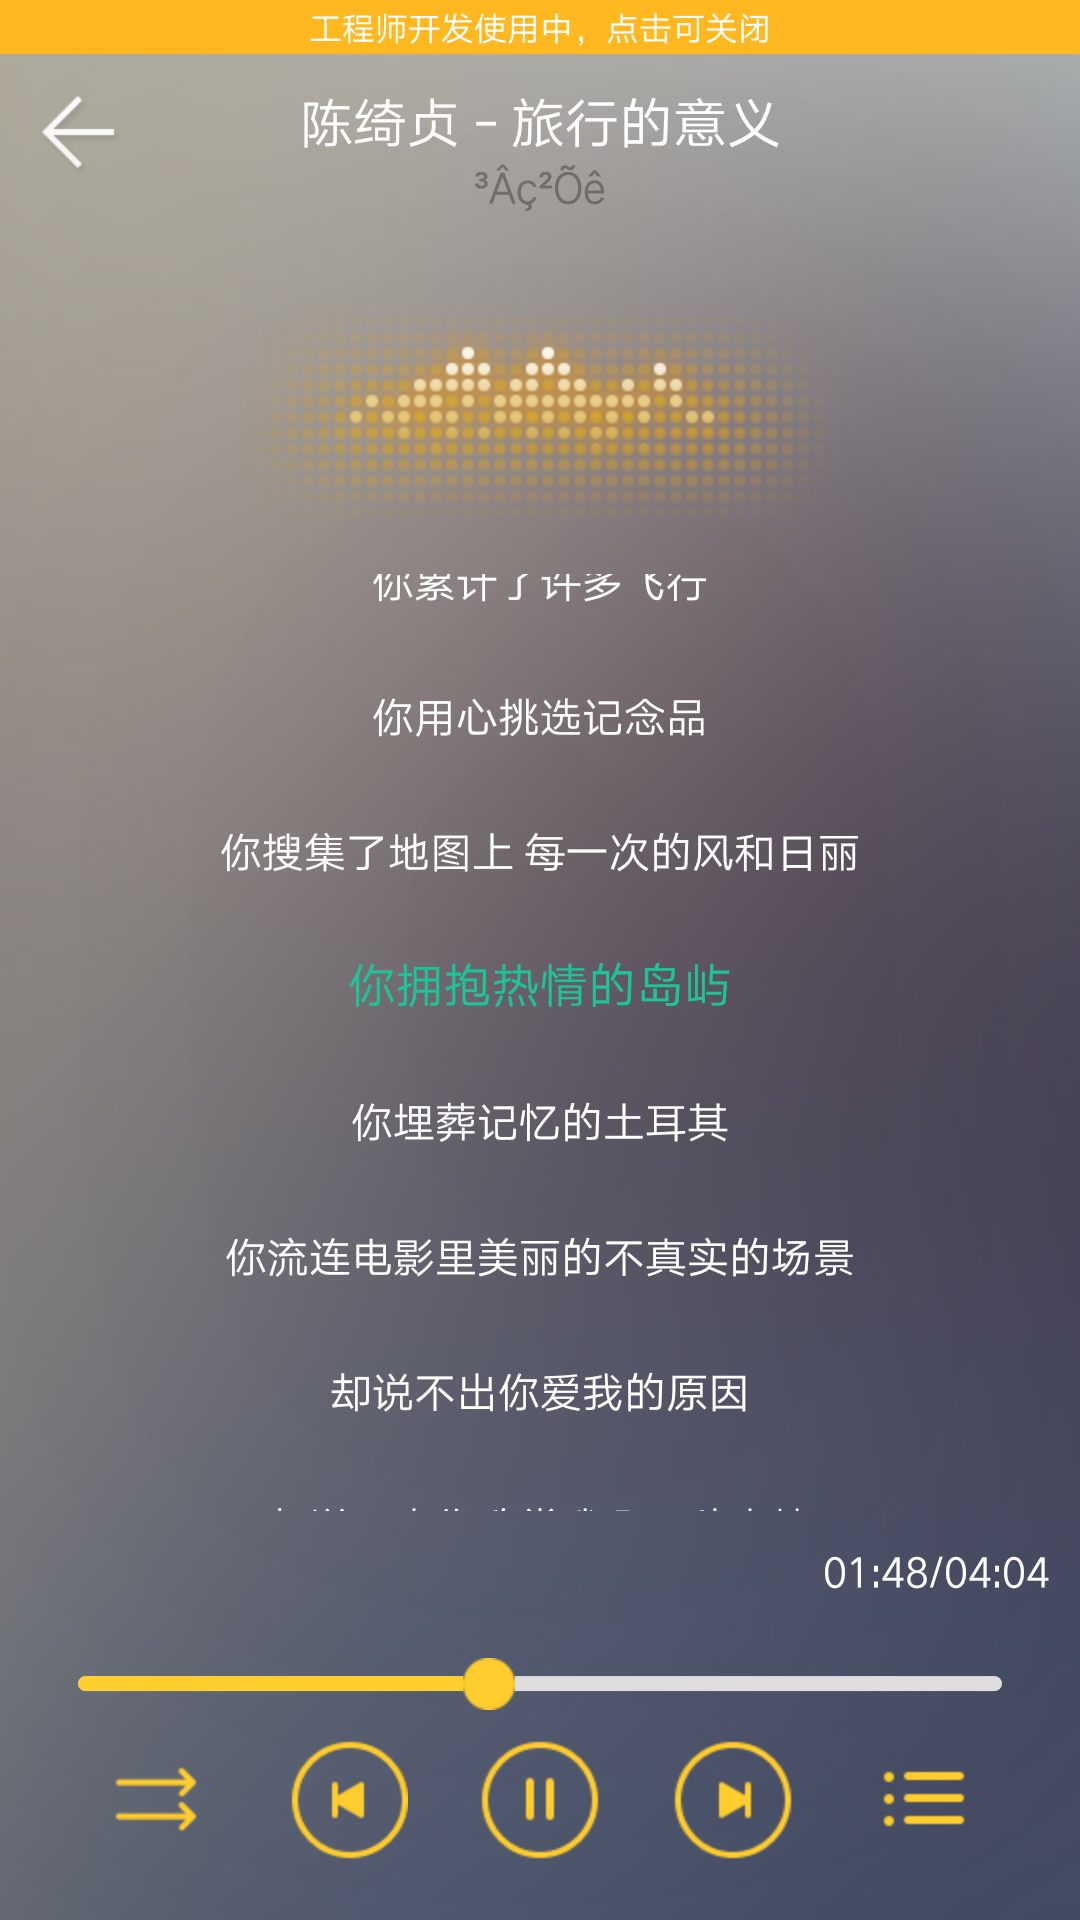 工程师开发使用中，点击可关闭
陈绮贞 - 旅行的意义
³Âç²Õê
你累计了许多飞行
你用心挑选记念品
你搜集了地图上 每一次的风和日丽
你拥抱热情的岛屿
你埋葬记忆的土耳其
你流连电影里美丽的不真实的场景
却说不出你爱我的原因
01:48/04:04